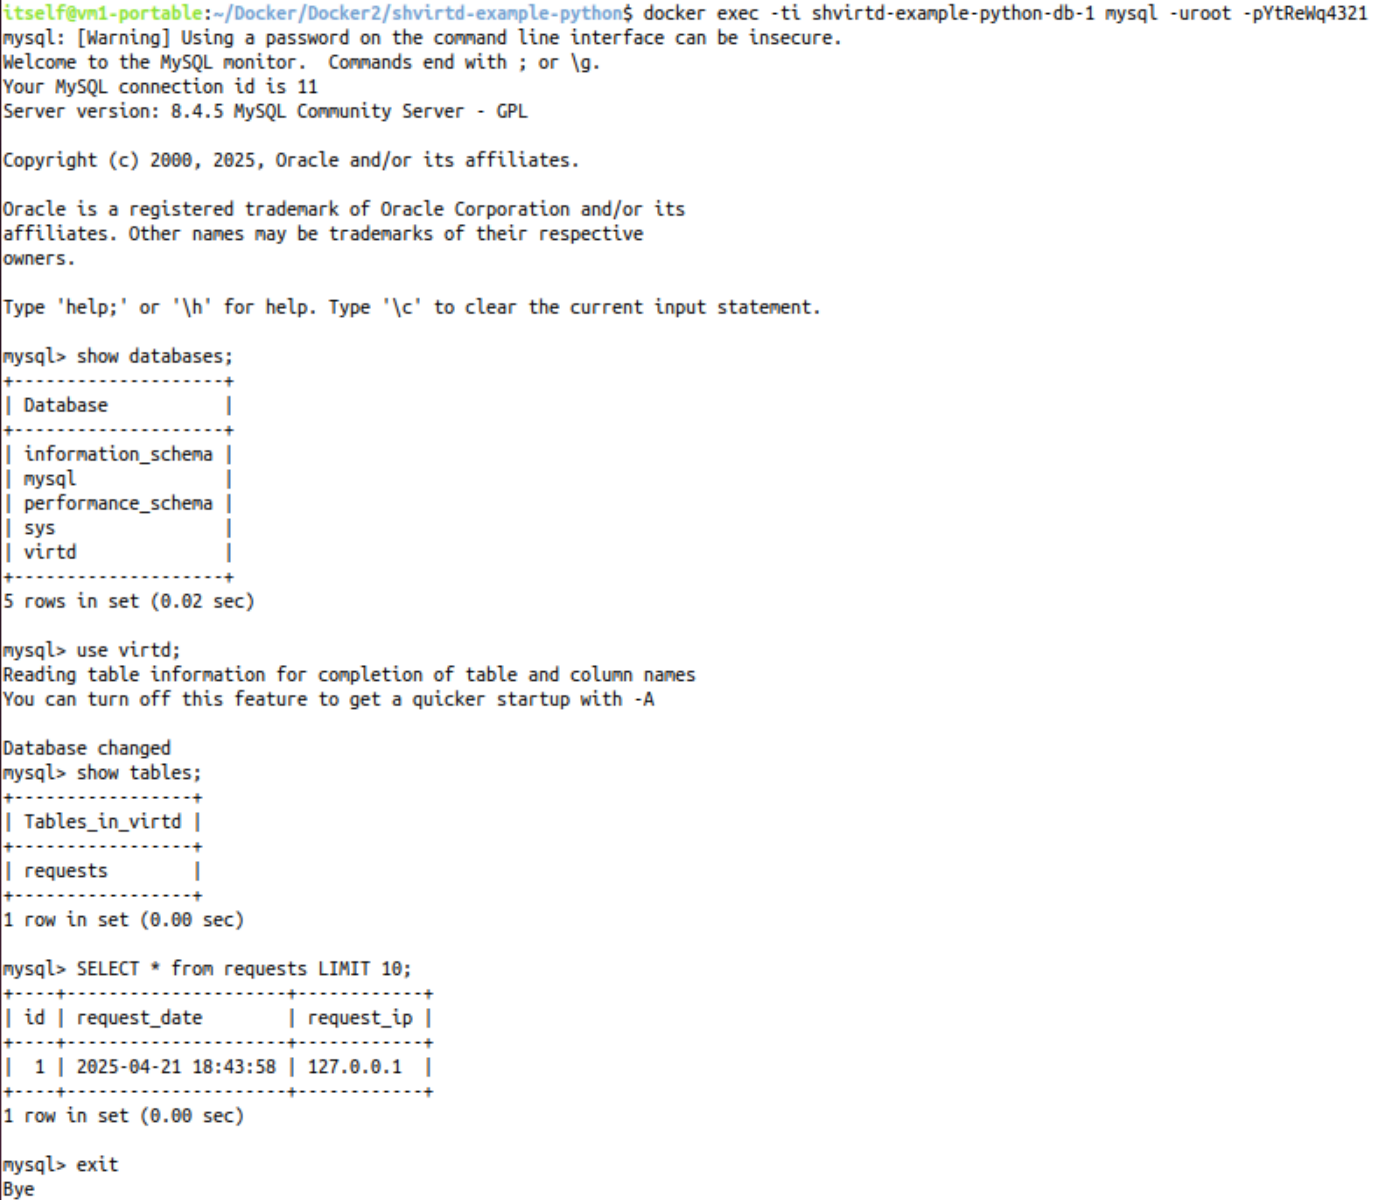 itself@vm1-portable:~/Docker/Docker2/shvirtd-example-python$ docker exec -ti shvirtd-example-python-db-1 mysql -uroot -pYtReWq4321
mysql: [Warning] Using a password on the command line interface can be insecure.
Welcome to the MySQL monitor.  Commands end with ; or \g.
Your MySQL connection id is 11
Server version: 8.4.5 MySQL Community Server - GPL

Copyright (c) 2000, 2025, Oracle and/or its affiliates.

Oracle is a registered trademark of Oracle Corporation and/or its
affiliates. Other names may be trademarks of their respective
owners.

Type 'help;' or '\h' for help. Type '\c' to clear the current input statement.

mysql> show databases;
+--------------------+
| Database           |
+--------------------+
| information_schema |
| mysql              |
| performance_schema |
| sys                |
| virtd              |
+--------------------+
5 rows in set (0.02 sec)

mysql> use virtd;
Reading table information for completion of table and column names
You can turn off this feature to get a quicker startup with -A

Database changed
mysql> show tables;
+-----------------+
| Tables_in_virtd |
+-----------------+
| requests        |
+-----------------+
1 row in set (0.00 sec)

mysql> SELECT * from requests LIMIT 10;
+----+---------------------+------------+
| id | request_date        | request_ip |
+----+---------------------+------------+
|  1 | 2025-04-21 18:43:58 | 127.0.0.1  |
+----+---------------------+------------+
1 row in set (0.00 sec)

mysql> exit
Bye